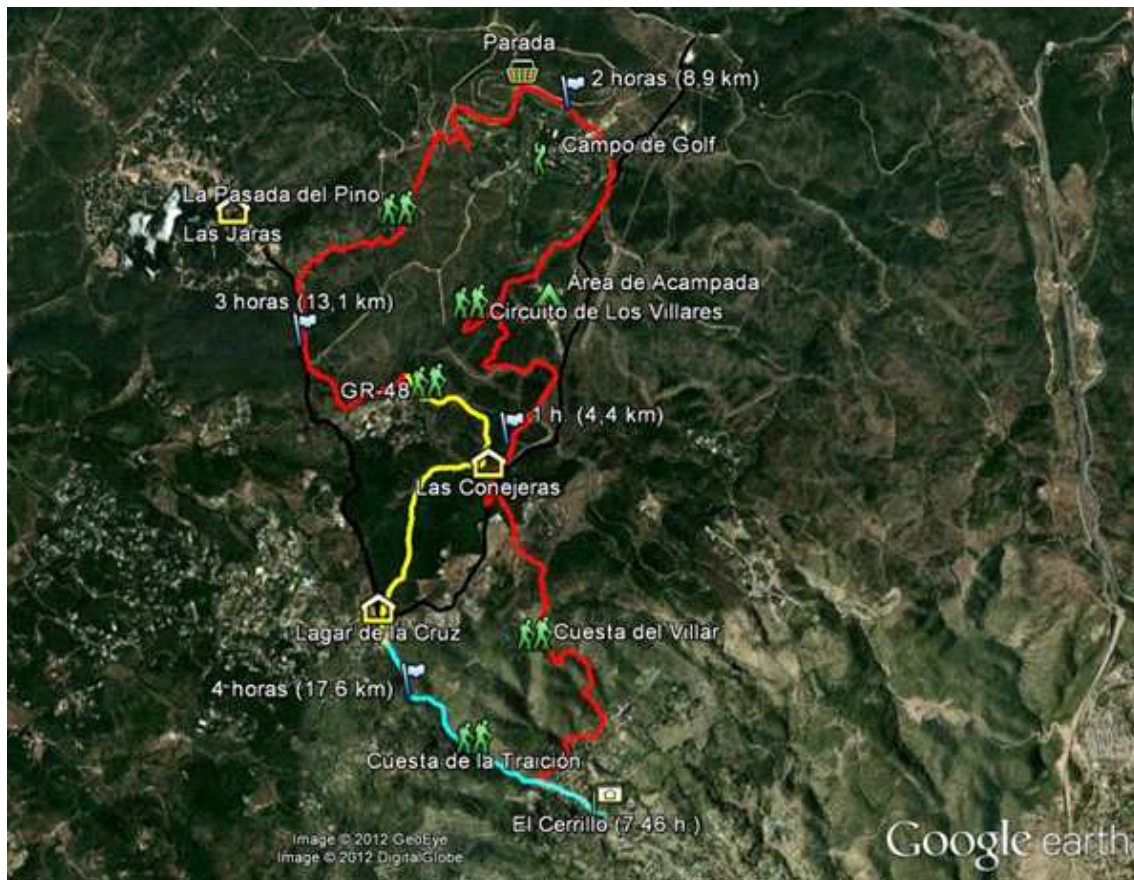 Parada
2 horas (8,9 km)
Campo de Golf
La Pasada del Pino
Las Jaras
Área de Acampada
3 horas (13,1 km)
Circuito de Los Villares
GR-48
1 h. (4,4 km)
Las Conejeras
Lagar de la Cruz
Cuesta del Villar
4 horas (17,6 km)
Cuesta de la Traición
El Cerrillo (7.46 h.)
Image © 2012 GeoEye
Image © 2012 DigitalGlobe
Google earth